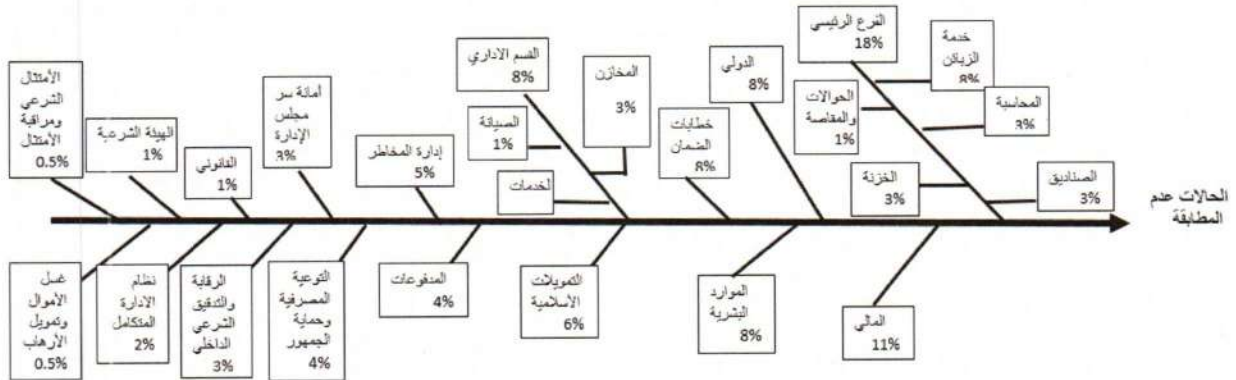 الفرع الرئيسي
18%
خدمة
الزبائن
8%
المحاسبة
3%
الصناديق
3%
الحوالات
والمقاصة
1%
الخزنة
3%
الدولي
8%
خطابات
الضمان
8%
القسم الاداري
8%
المخازن
3%
الصيانة
1%
لخدمات
إدارة المخاطر
5%
أمانة سر
مجلس
الإدارة
3%
القانوني
1%
الهيئة الشرعية
1%
الأمتثال
الشرعي
ومراقبة
الأمتثال
0.5%
الحالات عدم
المطابقة
المالي
11%
الموارد
البشرية
8%
التمويلات
الأسلامية
6%
المدفوعات
4%
التوعية
المصرفية
وحماية
الجمهور
4%
الرقابة
والتدقيق
الشرعي
الداخلي
3%
نظام
الادارة
المتكامل
2%
غسل
الأموال
وتمويل
الأرهاب
0.5%